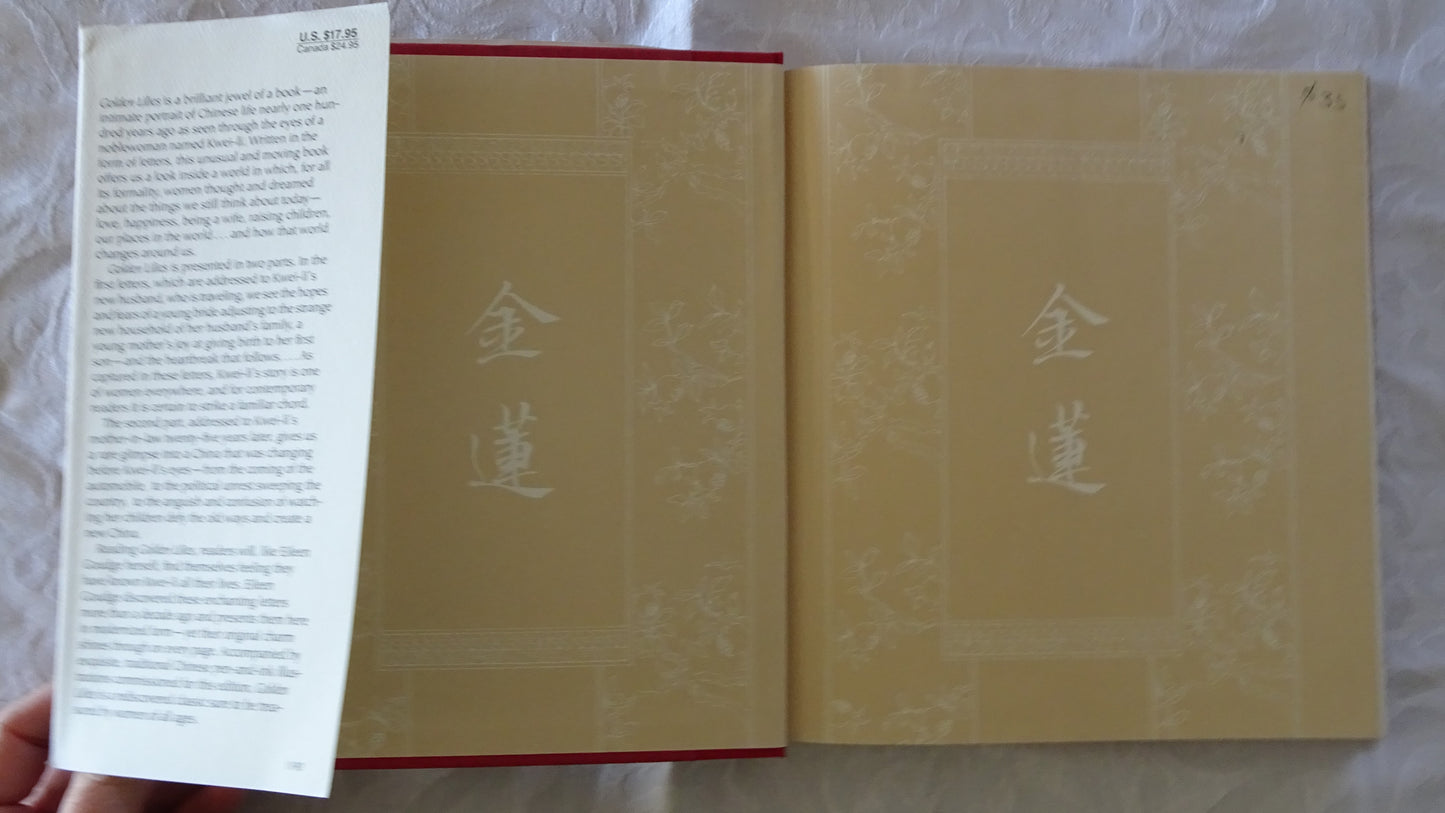 U.S. $17.95
Canada $24.95
Golden Lilies is a brilliant jewel of a book—an
intimate portrait of Chinese life nearly one hun-
dred years ago as seen through the eyes of a
noblewoman named Kwei-li. Written in the
form of letters, this unusual and moving book
offers us a look inside a world in which, for all
its formality, women thought and dreamed
about the things we still think about today—
love, happiness, being a wife, raising children,
our places in the world . . . and how that world
changes around us.
Golden Lilies is presented in two parts. In the
first letters, which are addressed to Kwei-li's
new husband, who is traveling, we see the hopes
and fears of a young bride adjusting to the strange
new household of her husband's family, a
young mother's joy at giving birth to her first
son—and the heartbreak that follows. . . . As
captured in these letters, Kwei-li's story is one
of women everywhere, and for contemporary
readers it is certain to strike a familiar chord.
The second part, addressed to Kwei-li's
mother-in-law twenty-five years later, gives us
a rare glimpse into a China that was changing
before Kwei-li's eyes—from the coming of the
automobile, to the political unrest sweeping the
country, to the anguish and confusion of watch-
ing her children defy the old ways and create a
new China.
Reading Golden Lilies, readers will, like Eileen
Goudge herself, find themselves feeling they
have known Kwei-li all their lives. Eileen
Goudge discovered these enchanting letters
more than a decade ago and presents them here
in modernized form—yet their original charm
shines through on every page. Accompanied by
exquisite, traditional Chinese pen-and-ink illus-
trations commissioned for this edition, Golden
Lilies is a rediscovered classic sure to be trea-
sured by women of all ages.
金
蓮
金
蓮